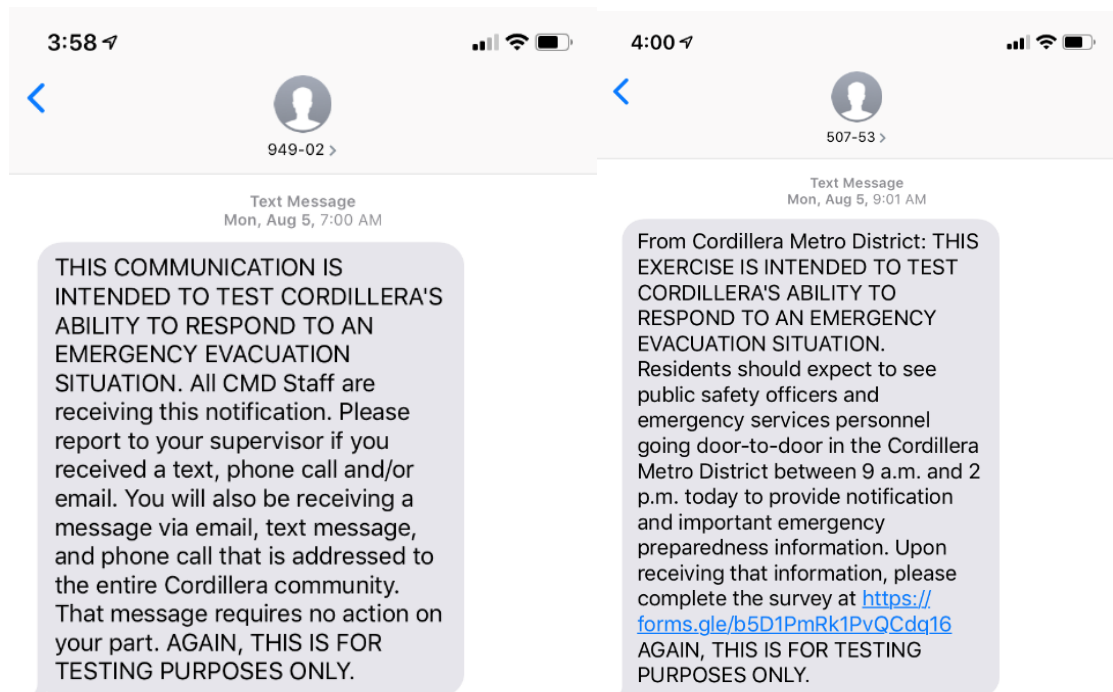 3:58
949-02 >
Text Message
Mon, Aug 5, 7:00 AM
THIS COMMUNICATION IS
INTENDED TO TEST CORDILLERA'S
ABILITY TO RESPOND TO AN
EMERGENCY EVACUATION
SITUATION. All CMD Staff are
receiving this notification. Please
report to your supervisor if you
received a text, phone call and/or
email. You will also be receiving a
message via email, text message,
and phone call that is addressed to
the entire Cordillera community.
That message requires no action on
your part. AGAIN, THIS IS FOR
TESTING PURPOSES ONLY.
4:00
507-53 >
Text Message
Mon, Aug 5, 9:01 AM
From Cordillera Metro District: THIS
EXERCISE IS INTENDED TO TEST
CORDILLERA'S ABILITY TO
RESPOND TO AN EMERGENCY
EVACUATION SITUATION.
Residents should expect to see
public safety officers and
emergency services personnel
going door-to-door in the Cordillera
Metro District between 9 a.m. and 2
p.m. today to provide notification
and important emergency
preparedness information. Upon
receiving that information, please
complete the survey at https://
forms.gle/b5D1PmRk1PvQCdq16
AGAIN, THIS IS FOR TESTING
PURPOSES ONLY.